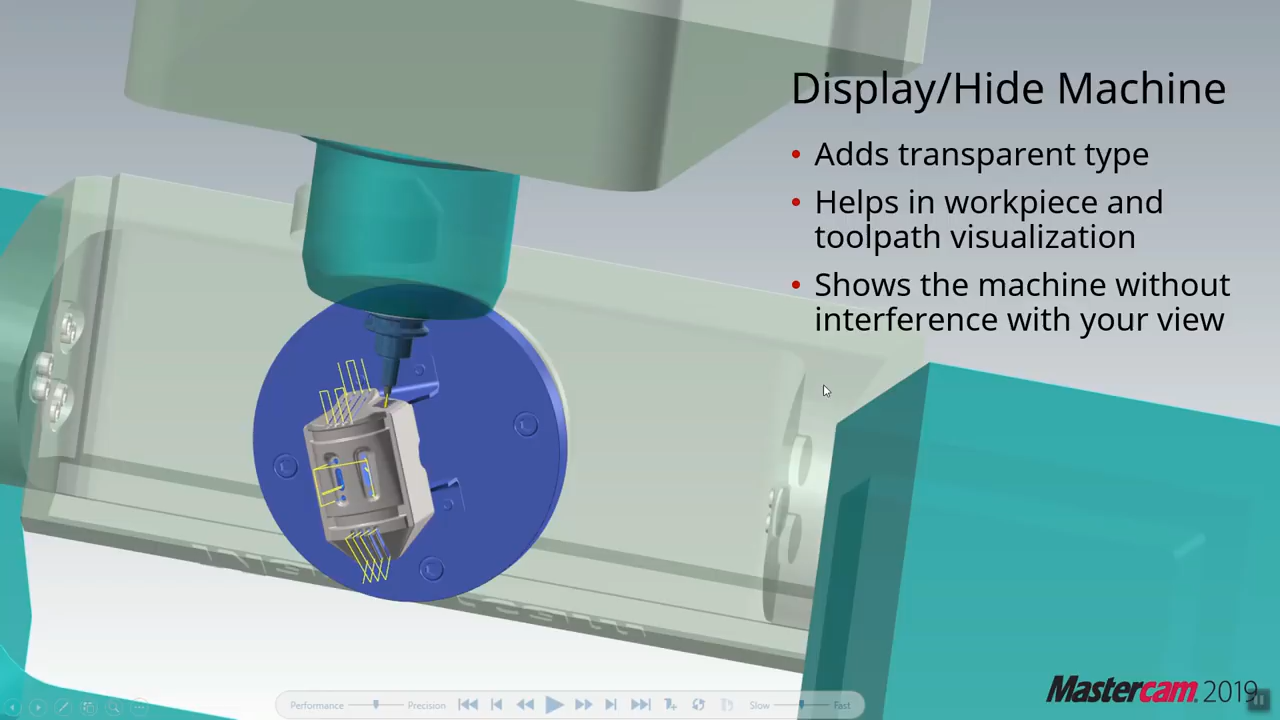 Display/Hide Machine
• Adds transparent type
• Helps in workpiece and
toolpath visualization
• Shows the machine without
interference with your view
Performance
Precision
Slow
Fast
Mastercam. 2019